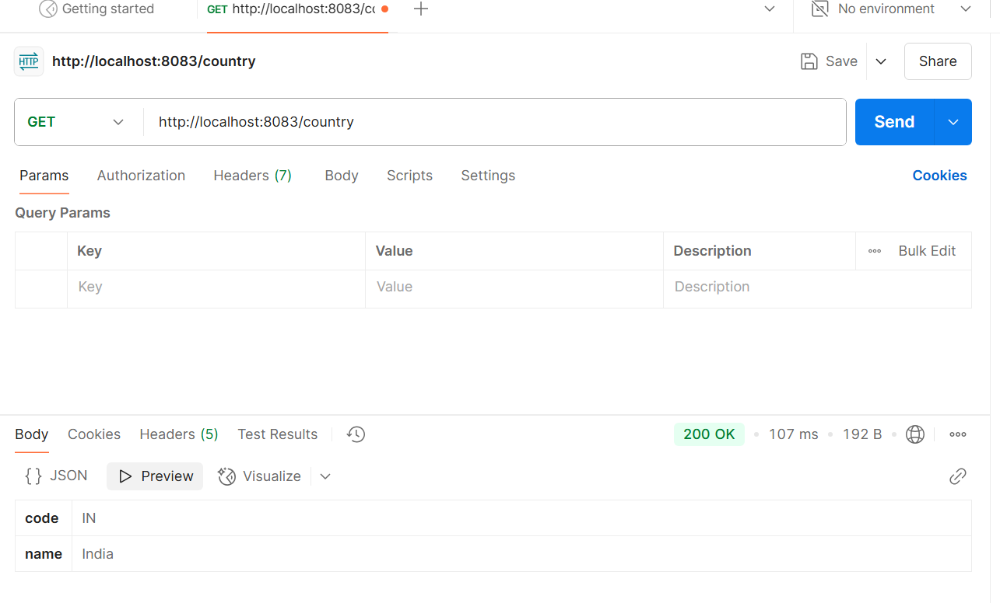 Getting started GET http://localhost:8083/co No environment
HTTP http://localhost:8083/country Save Share
GET http://localhost:8083/country Send
Params Authorization Headers (7) Body Scripts Settings Cookies
Query Params
Key Value Description Bulk Edit
Key Value Description
Body Cookies Headers (5) Test Results 200 OK • 107 ms • 192 B •
{} JSON Preview Visualize
code IN
name India